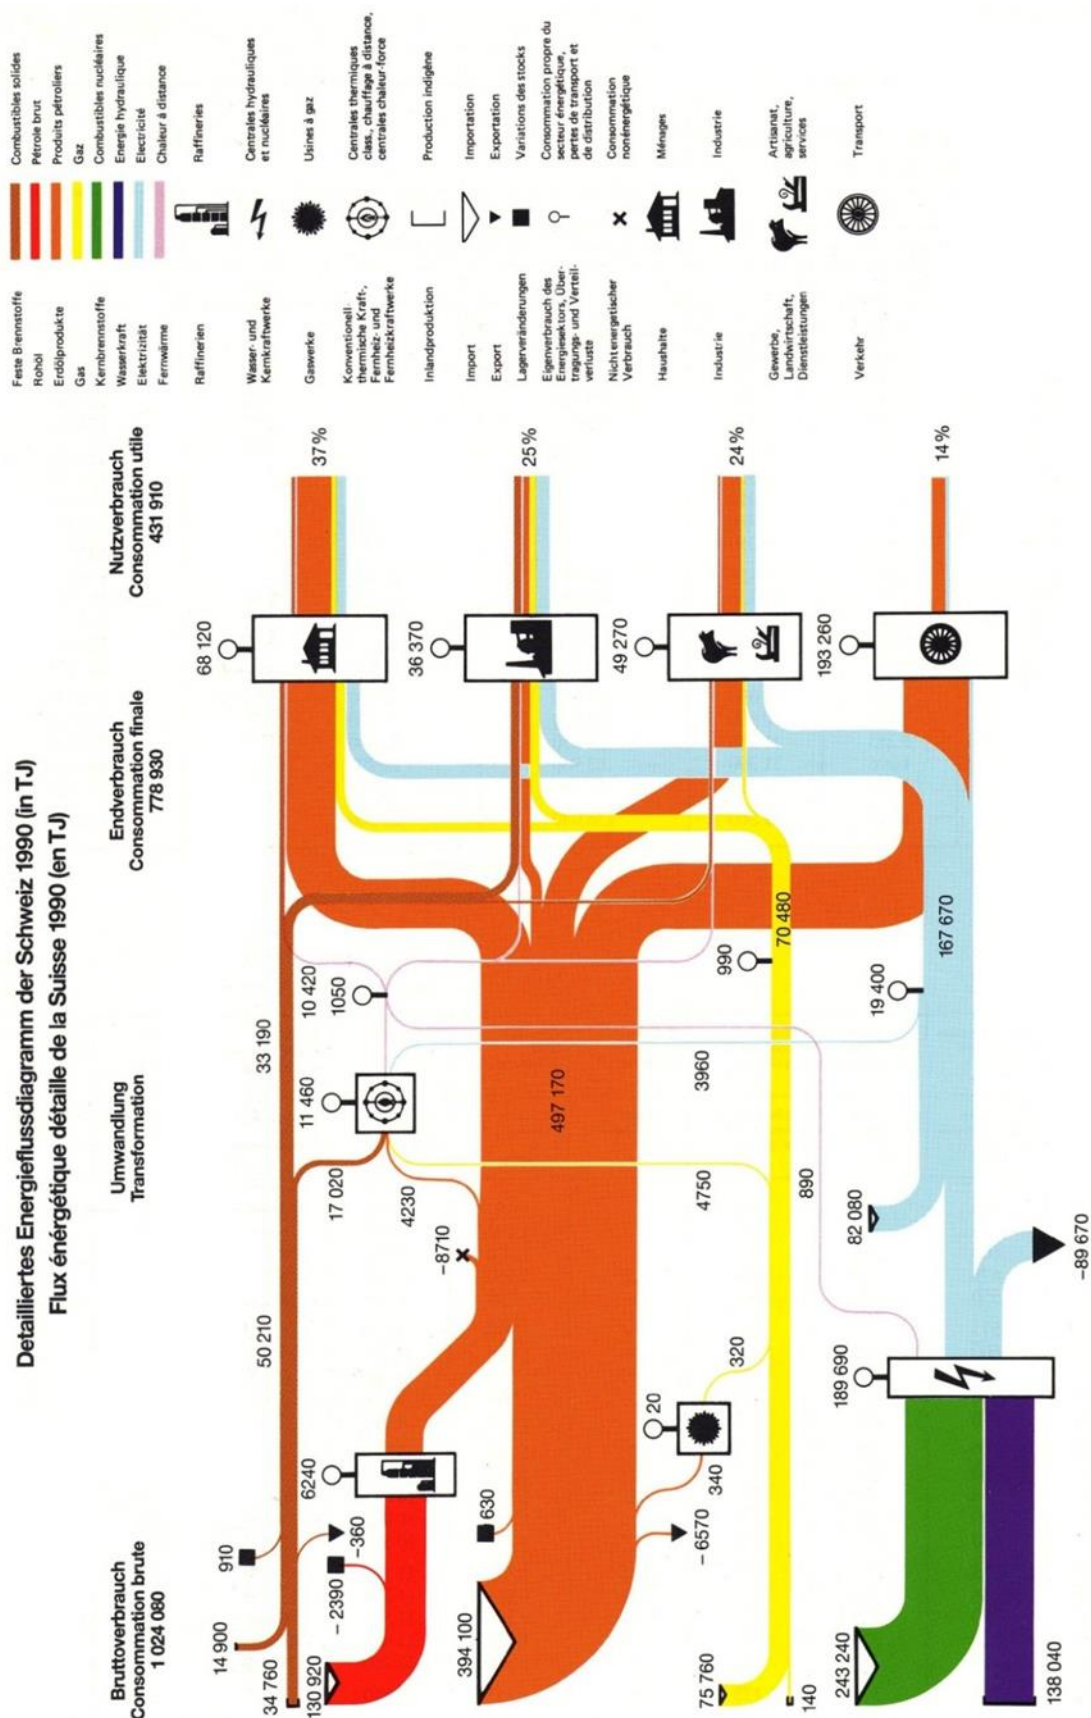 Detailliertes Energieflussdiagramm der Schweiz 1990 (in TJ)
Flux énérgétique détaille de la Suisse 1990 (en TJ)
Bruttoverbrauch
Consommation brute
1 024 080
Umwandlung
Transformation
Endverbrauch
Consommation finale
778 930
Nutzverbrauch
Consommation utile
431 910
14 900
910
34 760
50 210
33 190
130 920
-2390
-360
6240
17 020
11 460
10 420
1050
4230
-8710
394 100
630
497 170
-6570
340
20
320
4750
3960
990
70 480
75 760
140
890
243 240
138 040
189 690
82 080
-89 670
19 400
167 670
68 120
37 %
36 370
25 %
49 270
24 %
193 260
14 %
Feste Brennstoffe
Combustibles solides
Rohöl
Pétrole brut
Erdölprodukte
Produits pétroliers
Gas
Gaz
Kernbrennstoffe
Combustibles nucléaires
Wasserkraft
Energie hydraulique
Elektrizität
Electricité
Fernwärme
Chaleur à distance
Raffinerien
Raffineries
Wasser- und
Kernkraftwerke
Centrales hydrauliques
et nucléaires
Gaswerke
Usines à gaz
Konventionell-
thermische Kraft-,
Fernheiz- und
Fernheizkraftwerke
Centrales thermiques
class., chauffage à distance,
centrales chaleur-force
Inlandproduktion
Production indigène
Import
Importation
Export
Exportation
Lagerveränderungen
Variations des stocks
Eigenverbrauch des
Energiesektors, Über-
tragungs- und Verteil-
verluste
Consommation propre du
secteur énergétique,
pertes de transport et
de distribution
Nichtenergetischer
Verbrauch
Consommation
nonénergétique
Haushalte
Ménages
Industrie
Industrie
Gewerbe,
Landwirtschaft,
Dienstleistungen
Artisanat,
agriculture,
services
Verkehr
Transport